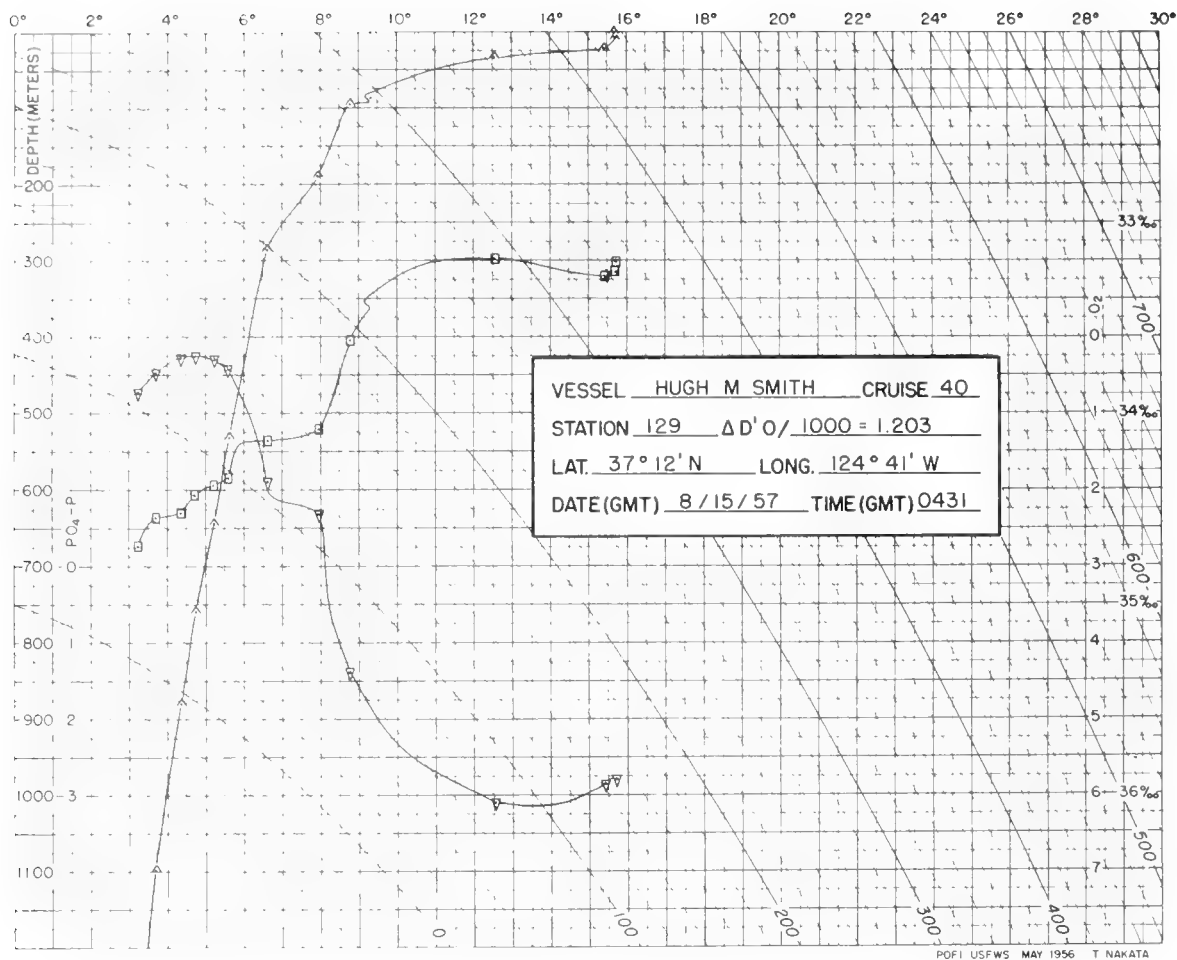 0° 2° 4° 6° 8° 10° 12° 14° 16° 18° 20° 22° 24° 26° 28° 30°
DEPTH (METERS)
200
300
400
500
600
700
800
900
1000
1100
PO₄-P
0
1
2
3
VESSEL HUGH M SMITH CRUISE 40
STATION 129 Δ D' 0/ 1000 = 1.203
LAT. 37° 12' N LONG. 124° 41' W
DATE (GMT) 8/15/57 TIME (GMT) 0431
O₂
0
1
2
3
4
5
6
7
33‰
34‰
35‰
36‰
700
600
500
0 100 200 300 400
POFI USFWS MAY 1956 T NAKATA